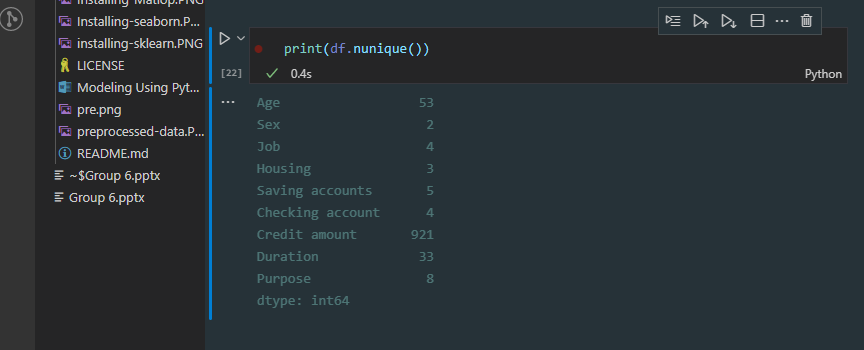 Installing-Matlop.PNG
Installing-seaborn.P...
installing-sklearn.PNG
LICENSE
Modeling Using Pyt...
pre.png
preprocessed-data.P...
README.md
~$Group 6.pptx
Group 6.pptx
print(df.nunique())
[22]
0.4s
Python
Age 53
Sex 2
Job 4
Housing 3
Saving accounts 5
Checking account 4
Credit amount 921
Duration 33
Purpose 8
dtype: int64